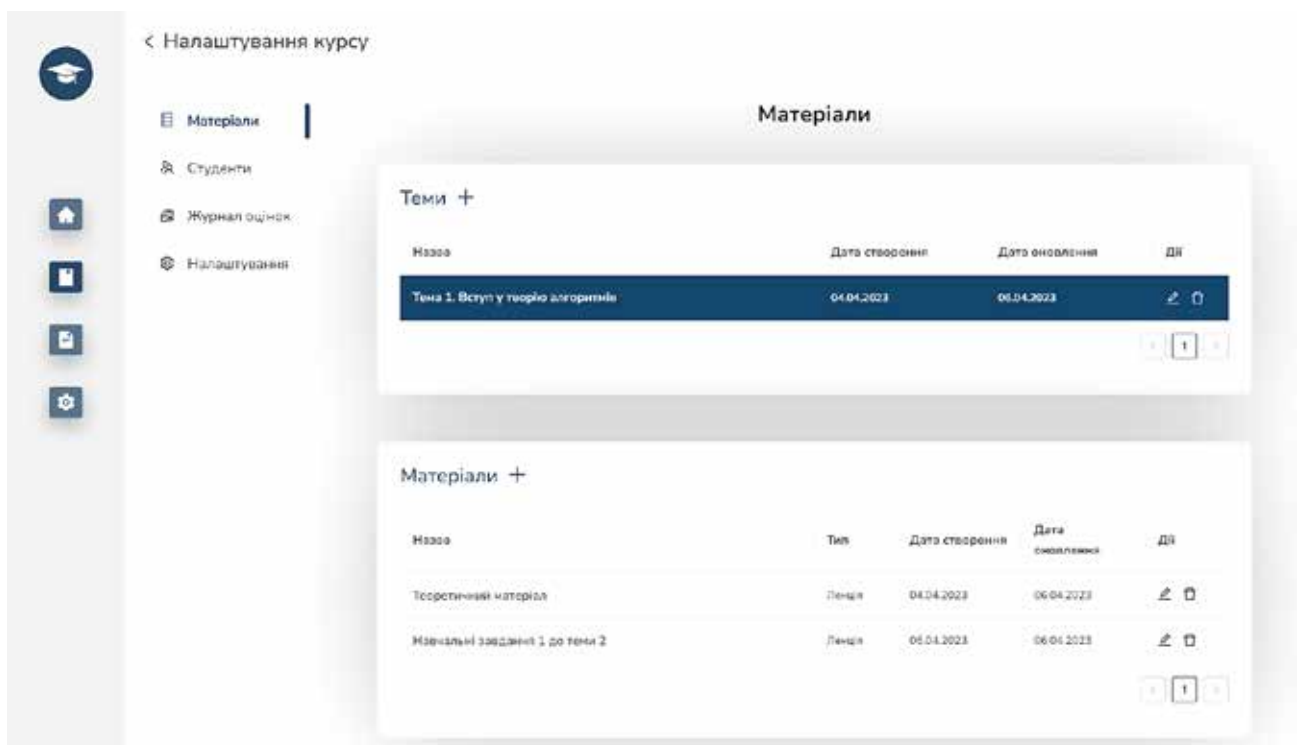 < Налаштування курсу
Матеріали
Студенти
Журнал оцінок
Налаштування
Матеріали
Теми +
Назва Дата створення Дата оновлення Дії
Тема 1. Вступ у теорію алгоритмів 04.04.2023 06.04.2023
< 1 >
Матеріали +
Назва Тип Дата створення Дата оновлення Дії
Теоретичний матеріал Лекція 04.04.2023 06.04.2023
Навчальні завдання 1 до теми 2 Лекція 06.04.2023 06.04.2023
< 1 >